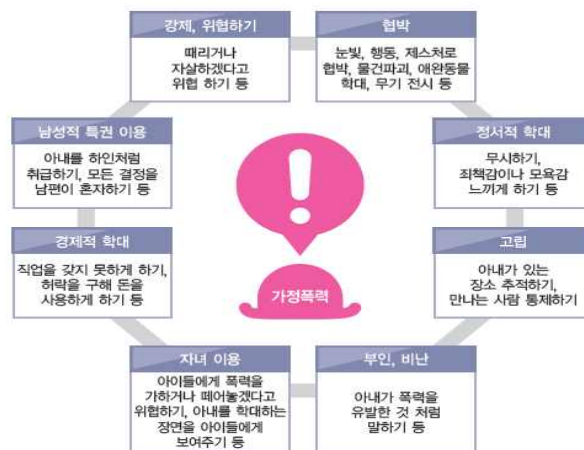 강제, 위협하기
때리거나
자살하겠다고
위협 하기 등
협박
눈빛, 행동, 제스처로
협박, 물건파괴, 애완동물
학대, 무기 전시 등
남성적 특권 이용
아내를 하인처럼
취급하기, 모든 결정을
남편이 혼자하기 등
정서적 학대
무시하기,
죄책감이나 모욕감
느끼게 하기 등
경제적 학대
직업을 갖지 못하게 하기,
허락을 구해 돈을
사용하게 하기 등
고립
아내가 있는
장소 추적하기,
만나는 사람 통제하기
가정폭력
자녀 이용
아이들에게 폭력을
가하거나 떼어놓겠다고
위협하기, 아내를 학대하는
장면을 아이들에게
보여주기 등
부인, 비난
아내가 폭력을
유발한 것 처럼
말하기 등